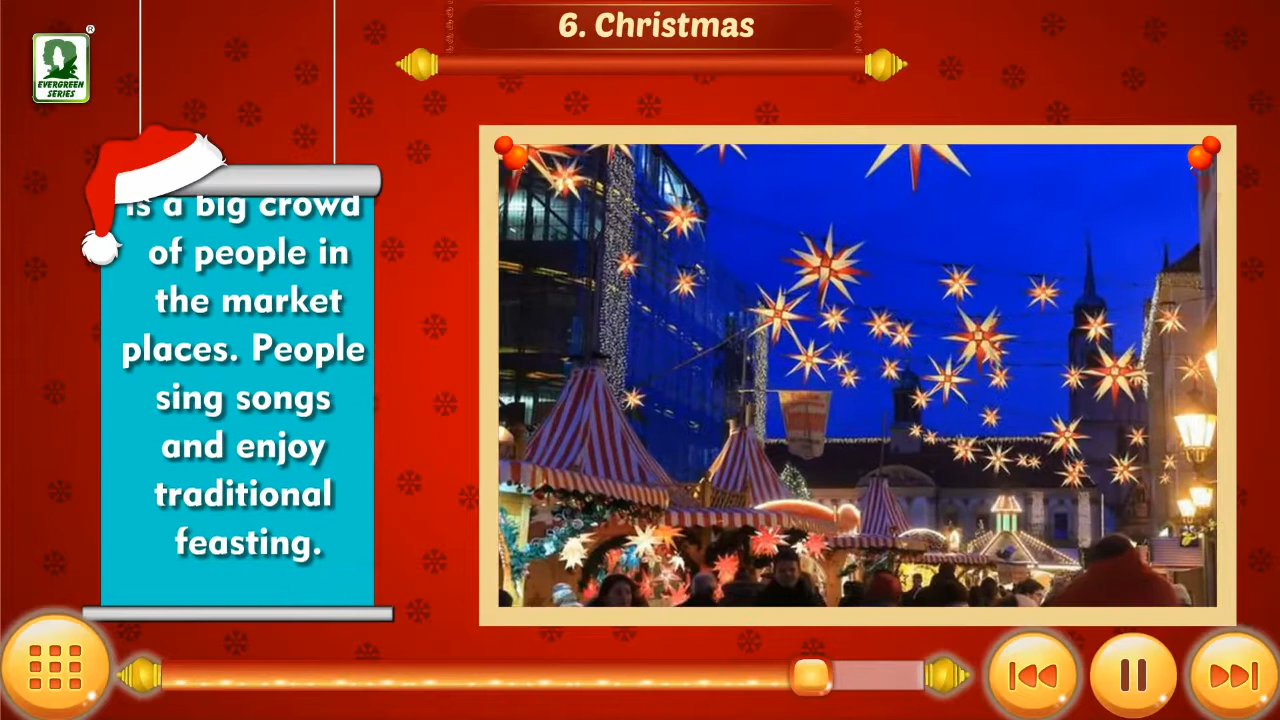 6. Christmas
®
EVERGREEN
SERIES
is a big crowd
of people in
the market
places. People
sing songs
and enjoy
traditional
feasting.